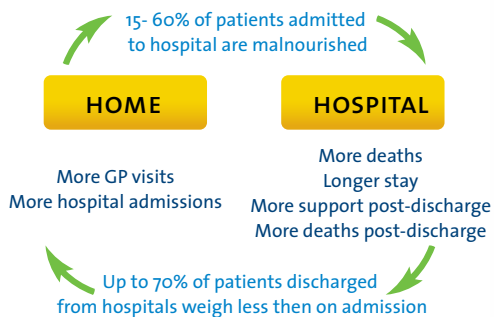 15- 60% of patients admitted
to hospital are malnourished
HOME
HOSPITAL
More GP visits
More hospital admissions
More deaths
Longer stay
More support post-discharge
More deaths post-discharge
Up to 70% of patients discharged
from hospitals weigh less then on admission